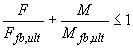 F/F_{fb,ult} + M/M_{fb,ult} ≤ 1